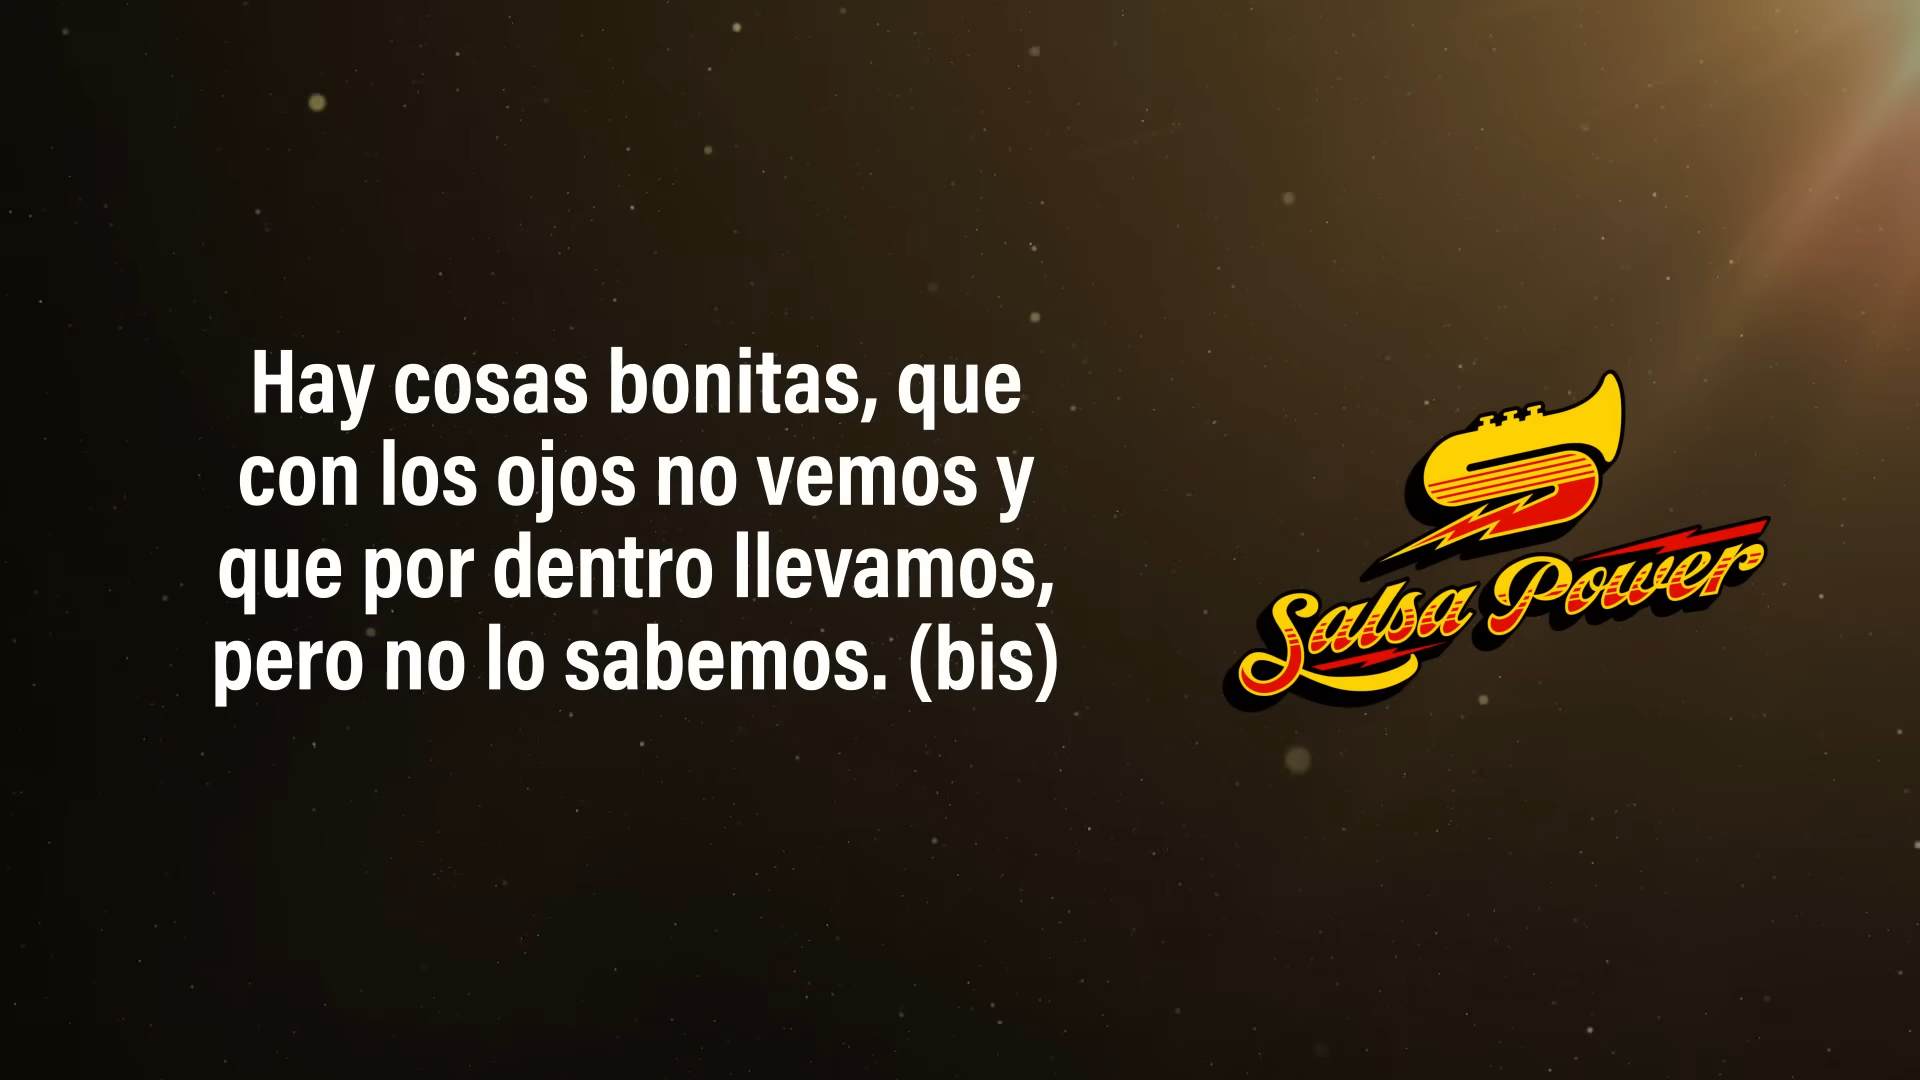 Hay cosas bonitas, que
con los ojos no vemos y
que por dentro llevamos,
pero no lo sabemos. (bis)
Salsa Power